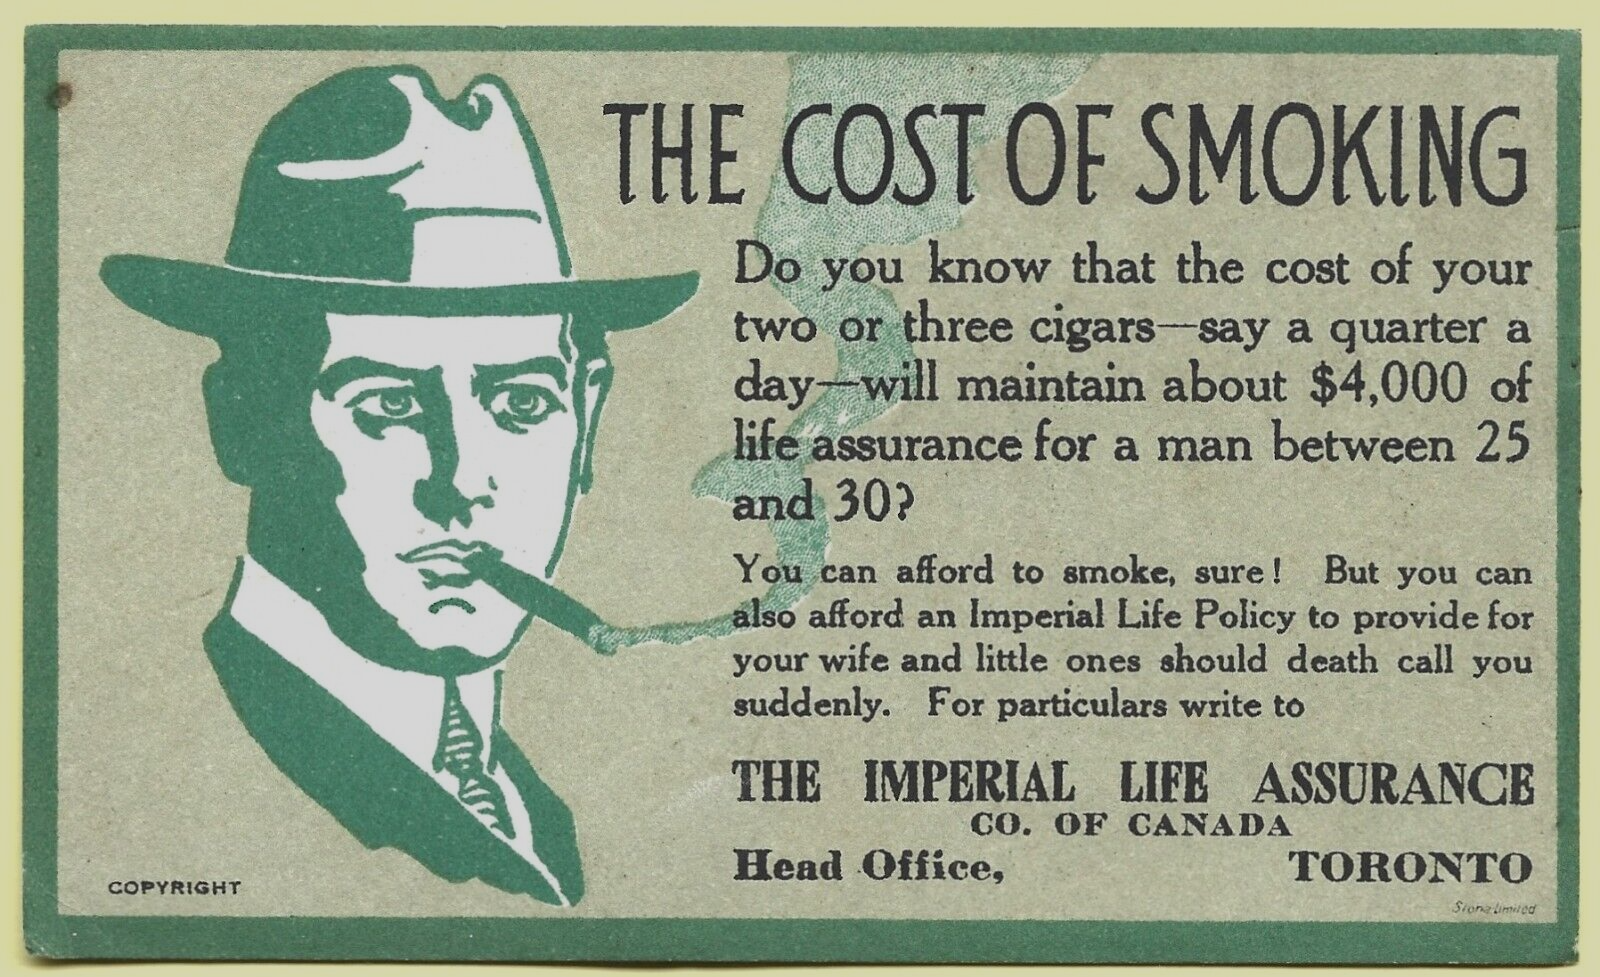 THE COST OF SMOKING
Do you know that the cost of your
two or three cigars—say a quarter a
day—will maintain about $4,000 of
life assurance for a man between 25
and 30?
You can afford to smoke, sure! But you can
also afford an Imperial Life Policy to provide for
your wife and little ones should death call you
suddenly. For particulars write to
THE IMPERIAL LIFE ASSURANCE
CO. OF CANADA
Head Office, TORONTO
COPYRIGHT
Stone Limited